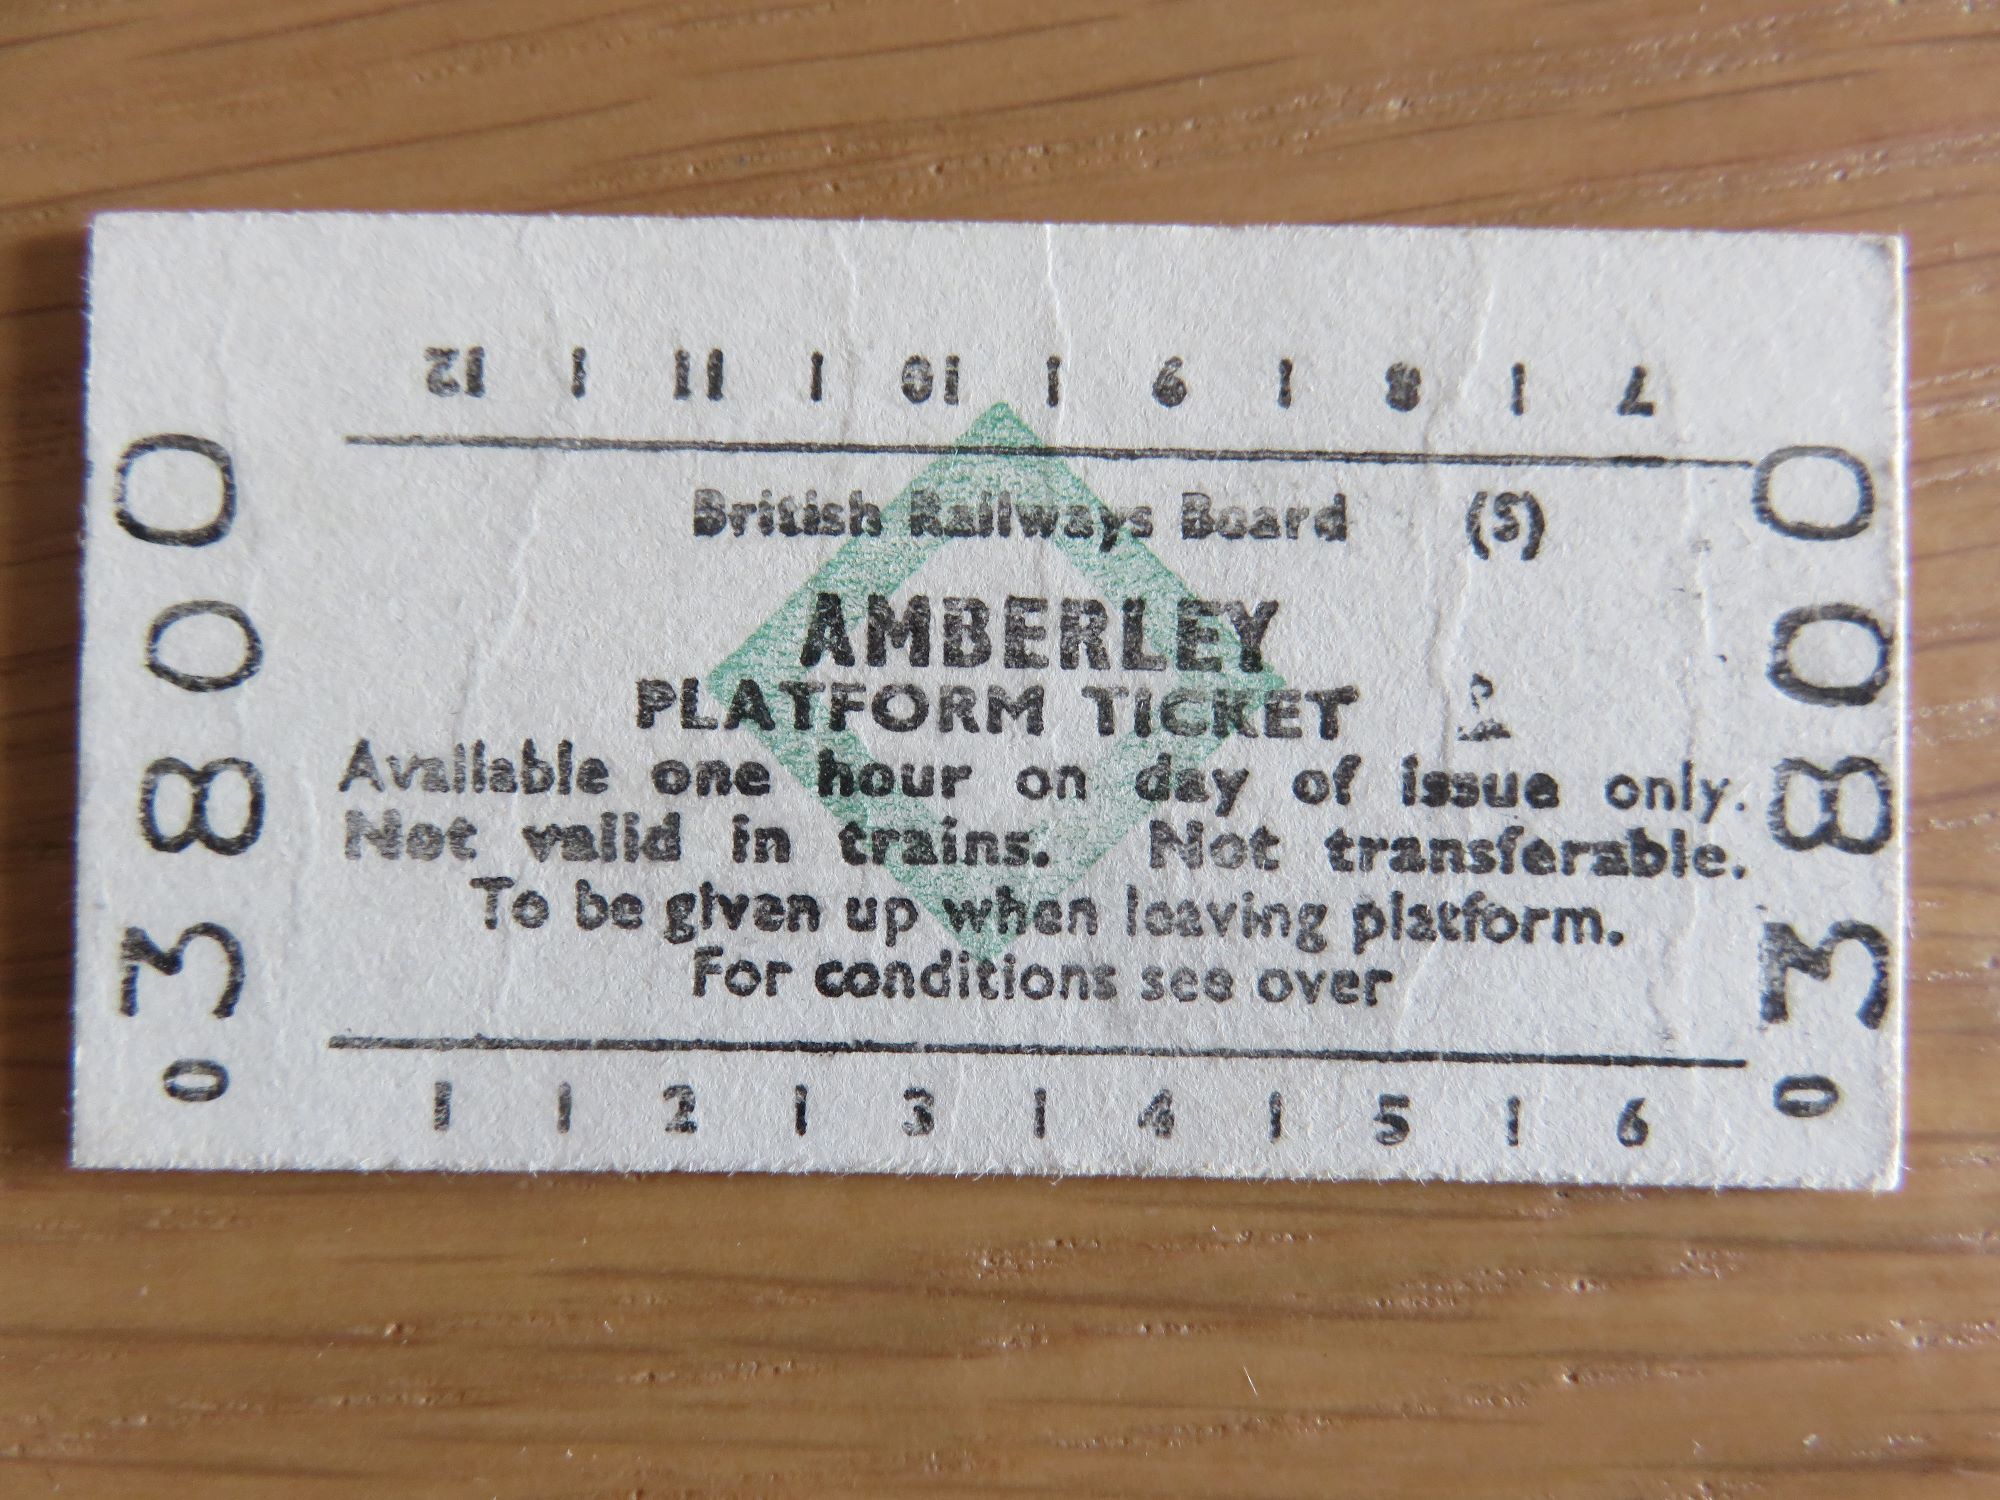 12 | 11 | 10 | 9 | 8 | 7
British Railways Board (S)
AMBERLEY
PLATFORM TICKET
Available one hour on day of issue only.
Not valid in trains. Not transferable.
To be given up when leaving platform.
For conditions see over
1 | 2 | 3 | 4 | 5 | 6
03800
03800